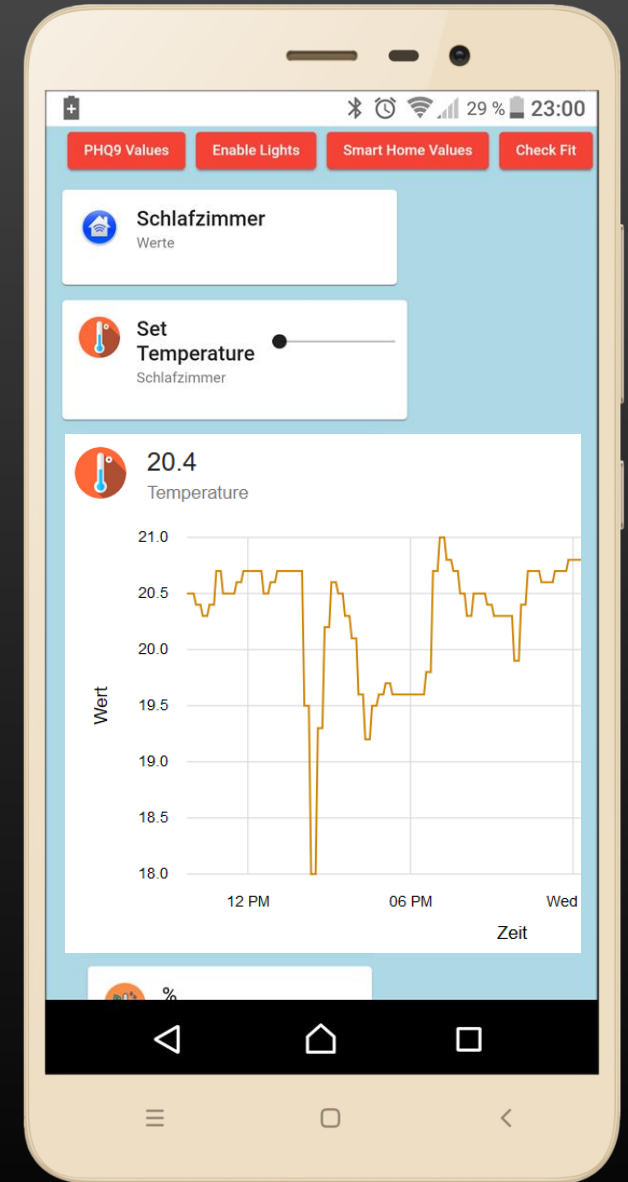 29 % 23:00
PHQ9 Values Enable Lights Smart Home Values Check Fit
Schlafzimmer
Werte
Set
Temperature
Schlafzimmer
20.4
Temperature
21.0
20.5
20.0
19.5
19.0
18.5
18.0
Wert
12 PM 06 PM Wed
Zeit
%